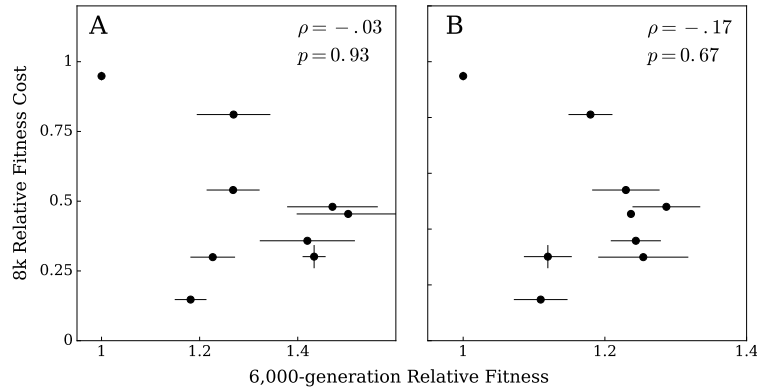 A
ρ = −.03
p = 0.93
B
ρ = −.17
p = 0.67
8k Relative Fitness Cost
1
0.75
0.5
0.25
0
1 1.2 1.4
1 1.2 1.4
6,000-generation Relative Fitness